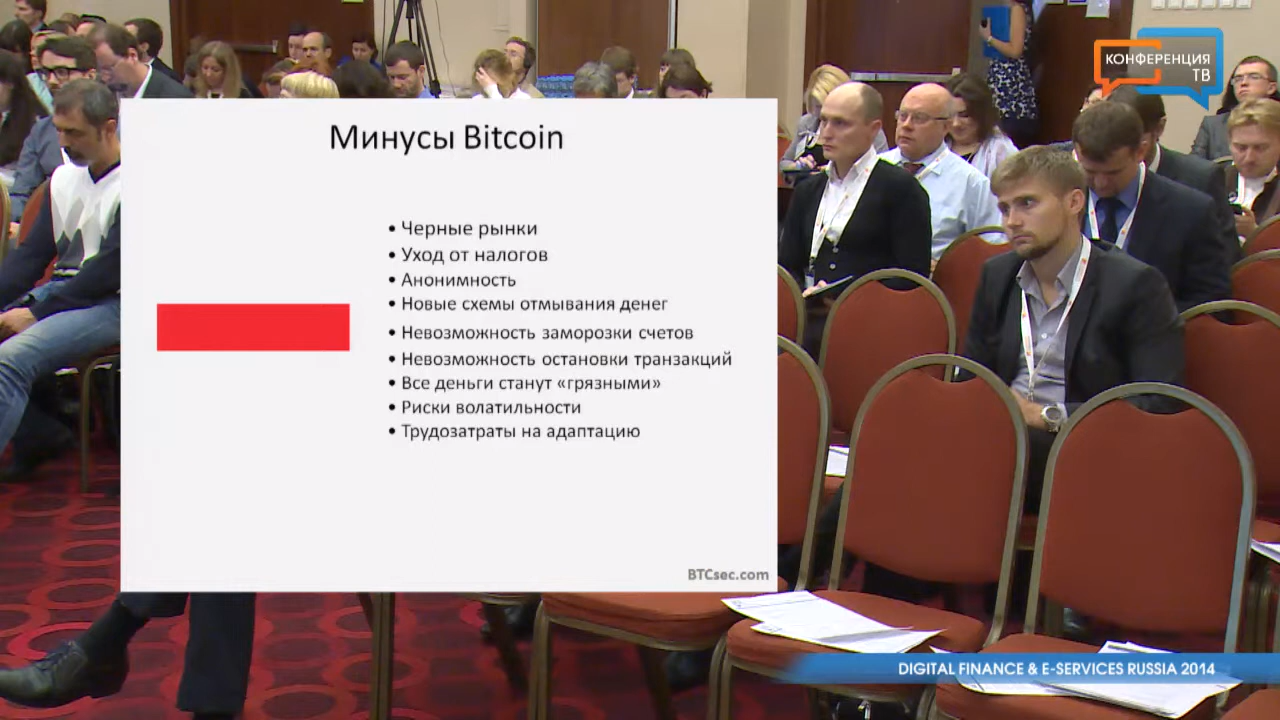 КОНФЕРЕНЦИЯ
ТВ
Минусы Bitcoin
• Черные рынки
• Уход от налогов
• Анонимность
• Новые схемы отмывания денег
• Невозможность заморозки счетов
• Невозможность остановки транзакций
• Все деньги станут «грязными»
• Риски волатильности
• Трудозатраты на адаптацию
BTCsec.com
DIGITAL FINANCE & E-SERVICES RUSSIA 2014